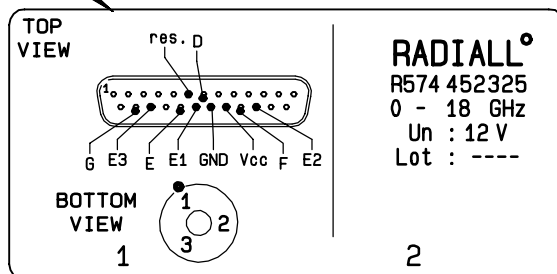 TOP
VIEW
res. D
1
G E3 E E1 GND Vcc F E2
BOTTOM
VIEW
1
2
3
1
RADIALL°
R574 452325
0 - 18 GHz
Un : 12 V
Lot : ----
2